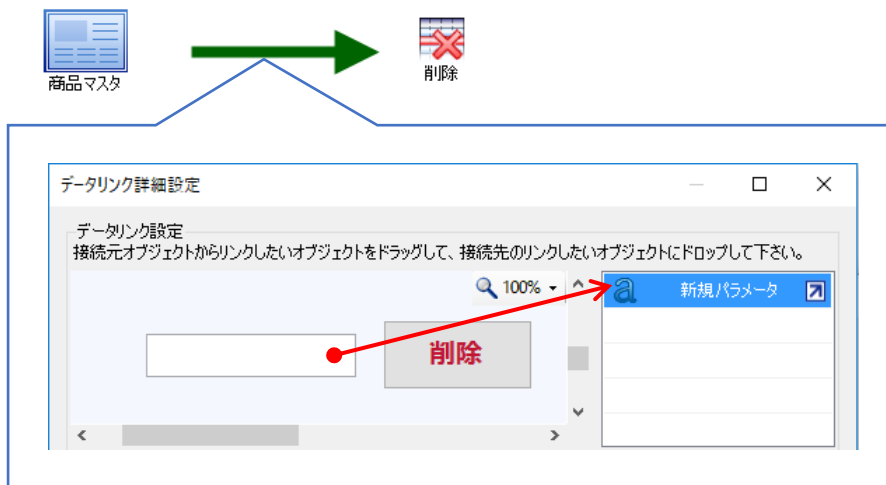 商品マスタ
削除
データリンク詳細設定
データリンク設定
接続元オブジェクトからリンクしたいオブジェクトをドラッグして、接続先のリンクしたいオブジェクトにドロップして下さい。
100%
a 新規パラメータ
削除